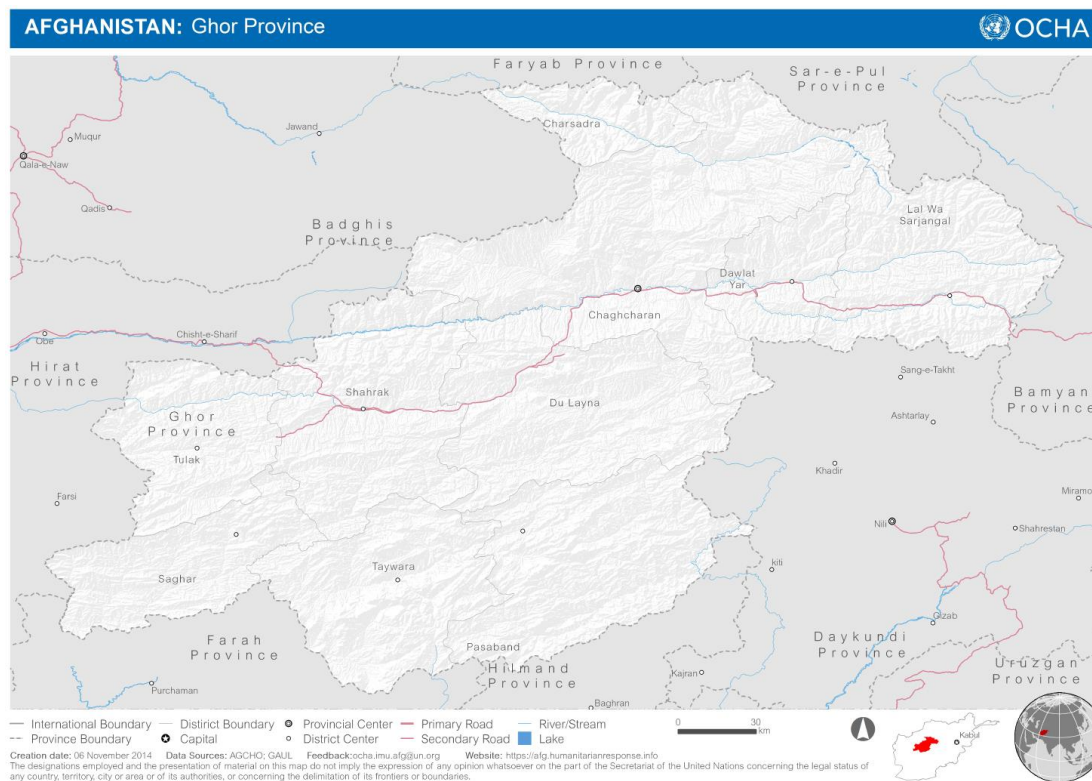 AFGHANISTAN: Ghor Province
OCHA
Faryab Province
Sar-e-Pul
Province
Charsadra
Jawand
Muqur
Qala-e-Naw
Qadis
Badghis
Province
Lal Wa
Sarjangal
Dawlat
Yar
Chaghcharan
Obe
Chisht-e-Sharif
Hirat
Province
Shahrak
Du Layna
Sang-e-Takht
Bamyan
Province
Ghor
Province
Tulak
Ashtarlay
Khadir
Farsi
Miramo
Nili
Shahrestan
Saghar
Taywara
kiti
Gizab
Farah
Province
Pasaband
Daykundi
Province
Hilmand
Province
Uruzgan
Province
Kajran
Purchaman
Baghran
International Boundary
District Boundary
Provincial Center
Primary Road
River/Stream
0 30
km
Province Boundary
Capital
District Center
Secondary Road
Lake
Kabul
Creation date: 06 November 2014 Data Sources: AGCHO; GAUL Feedback:ocha.imu.afg@un.org Website: https://afg.humanitarianresponse.info
The designations employed and the presentation of material on this map do not imply the expression of any opinion whatsoever on the part of the Secretariat of the United Nations concerning the legal status of
any country, territory, city or area or of its authorities, or concerning the delimitation of its frontiers or boundaries.